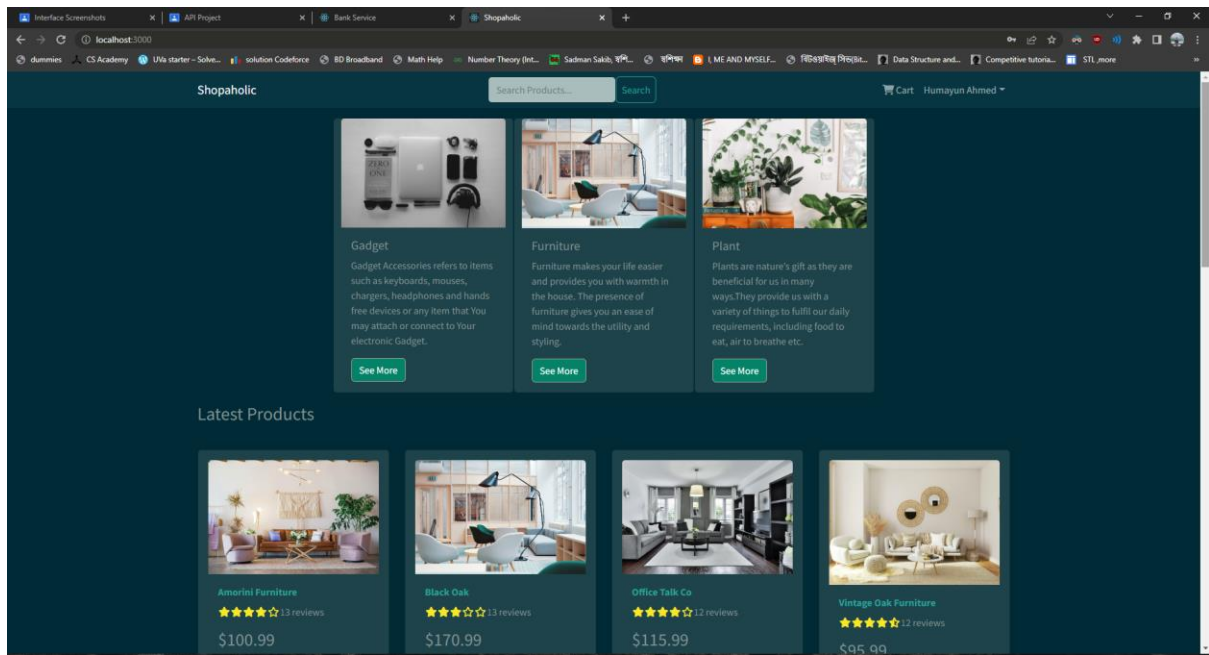 Interface Screenshots
API Project
Bank Service
Shopaholic
localhost:3000
dummies
CS Academy
UVa starter – Solve...
solution Codeforce
BD Broadband
Math Help
Number Theory (Int...
I, ME AND MYSELF...
Data Structure and...
Competitive tutoria...
STL ,more
Shopaholic
Search Products...
Search
Cart
Humayun Ahmed
ZERO
ONE
Gadget
Gadget Accessories refers to items
such as keyboards, mouses,
chargers, headphones and hands
free devices or any item that You
may attach or connect to Your
electronic Gadget.
See More
Furniture
Furniture makes your life easier
and provides you with warmth in
the house. The presence of
furniture gives you an ease of
mind towards the utility and
styling.
See More
Plant
Plants are nature's gift as they are
beneficial for us in many
ways.They provide us with a
variety of things to fulfil our daily
requirements, including food to
eat, air to breathe etc.
See More
Latest Products
Amorini Furniture
13 reviews
$100.99
Black Oak
13 reviews
$170.99
Office Talk Co
12 reviews
$115.99
Vintage Oak Furniture
12 reviews
$95.99